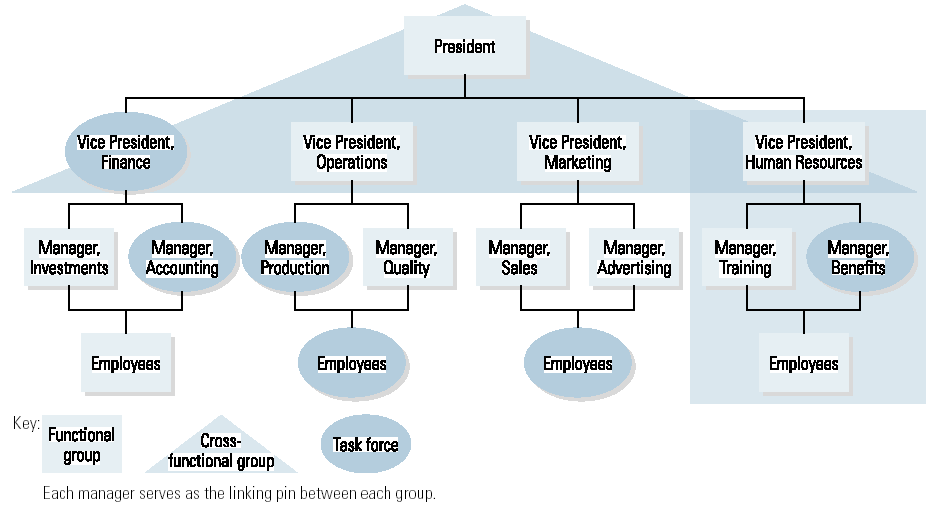 President
Vice President,
Finance
Vice President,
Operations
Vice President,
Marketing
Vice President,
Human Resources
Manager,
Investments
Manager,
Accounting
Manager,
Production
Manager,
Quality
Manager,
Sales
Manager,
Advertising
Manager,
Training
Manager,
Benefits
Employees
Employees
Employees
Employees
Key:
Functional
group
Cross-
functional group
Task force
Each manager serves as the linking pin between each group.